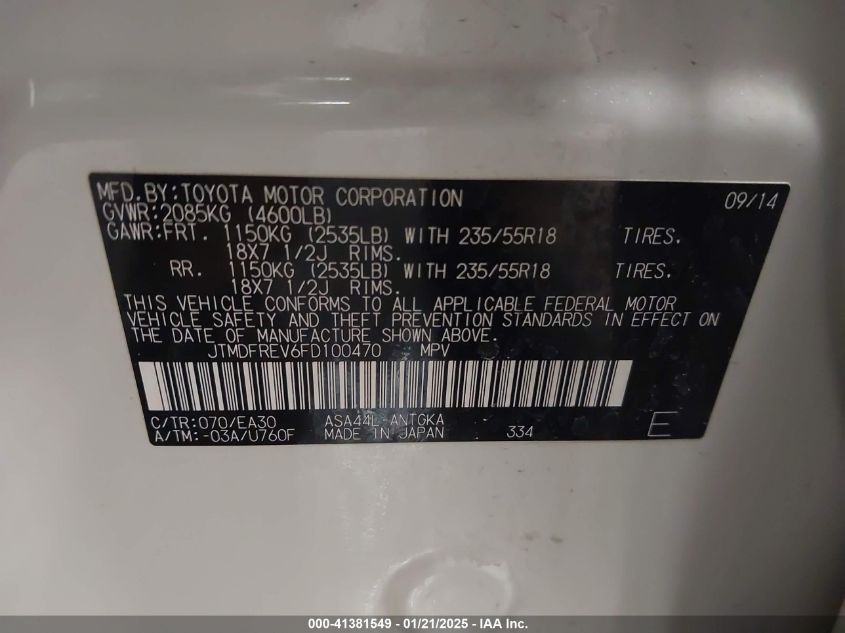 MFD.BY:TOYOTA MOTOR CORPORATION 09/14
GVWR:2085KG (4600LB)
GAWR:FRT. 1150KG (2535LB) WITH 235/55R18 TIRES.
18X7 1/2J RIMS.
RR. 1150KG (2535LB) WITH 235/55R18 TIRES.
18X7 1/2J RIMS.
THIS VEHICLE CONFORMS TO ALL APPLICABLE FEDERAL MOTOR
VEHICLE SAFETY AND THEFT PREVENTION STANDARDS IN EFFECT ON
THE DATE OF MANUFACTURE SHOWN ABOVE.
JTMDFREV6FD100470 MPV
C/TR:070/EA30 ASA44L-ANTGKA
A/TM:-03A/U760F MADE IN JAPAN 334 E
000-41381549 - 01/21/2025 - IAA Inc.